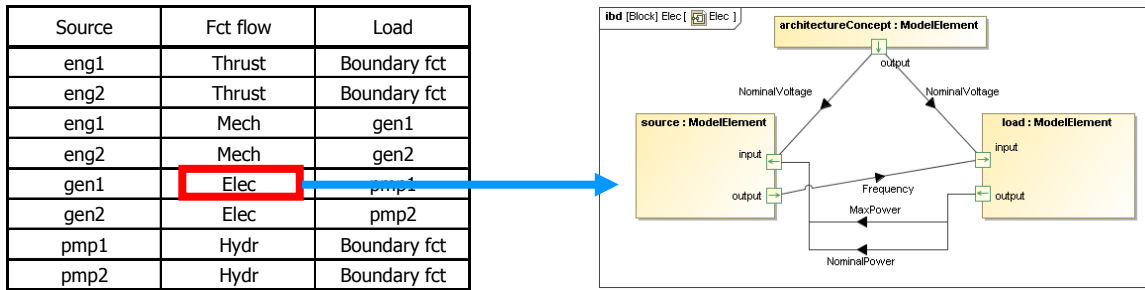 Source Fct flow Load
eng1 Thrust Boundary fct
eng2 Thrust Boundary fct
eng1 Mech gen1
eng2 Mech gen2
gen1 Elec pmp1
gen2 Elec pmp2
pmp1 Hydr Boundary fct
pmp2 Hydr Boundary fct
ibd [Block] Elec [ Elec ]
architectureConcept : ModelElement
output
NominalVoltage NominalVoltage
source : ModelElement load : ModelElement
input input
Frequency
output output
MaxPower
NominalPower